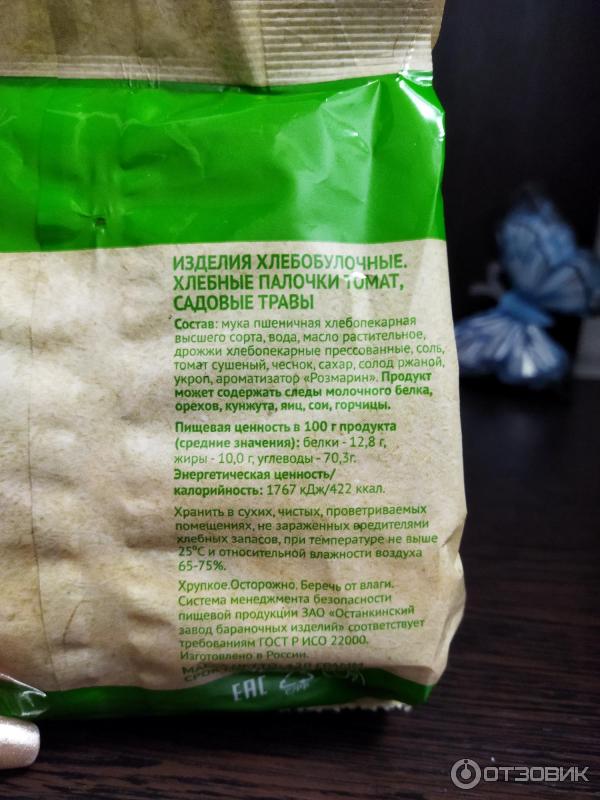 ИЗДЕЛИЯ ХЛЕБОБУЛОЧНЫЕ.
ХЛЕБНЫЕ ПАЛОЧКИ ТОМАТ,
САДОВЫЕ ТРАВЫ
Состав: мука пшеничная хлебопекарная
высшего сорта, вода, масло растительное,
дрожжи хлебопекарные прессованные, соль,
томат сушеный, чеснок, сахар, солод ржаной,
укроп, ароматизатор «Розмарин». Продукт
может содержать следы молочного белка,
орехов, кунжута, яиц, сои, горчицы.
Пищевая ценность в 100 г продукта
(средние значения): белки - 12,8 г,
жиры - 10,0 г, углеводы - 70,3г.
Энергетическая ценность/
калорийность: 1767 кДж/422 ккал.
Хранить в сухих, чистых, проветриваемых
помещениях, не зараженных вредителями
хлебных запасов, при температуре не выше
25°С и относительной влажности воздуха
65-75%.
Хрупкое.Осторожно. Беречь от влаги.
Система менеджмента безопасности
пищевой продукции ЗАО «Останкинский
завод бараночных изделий» соответствует
требованиям ГОСТ Р ИСО 22000.
Изготовлено в России.
EAC
ОТЗОВИК